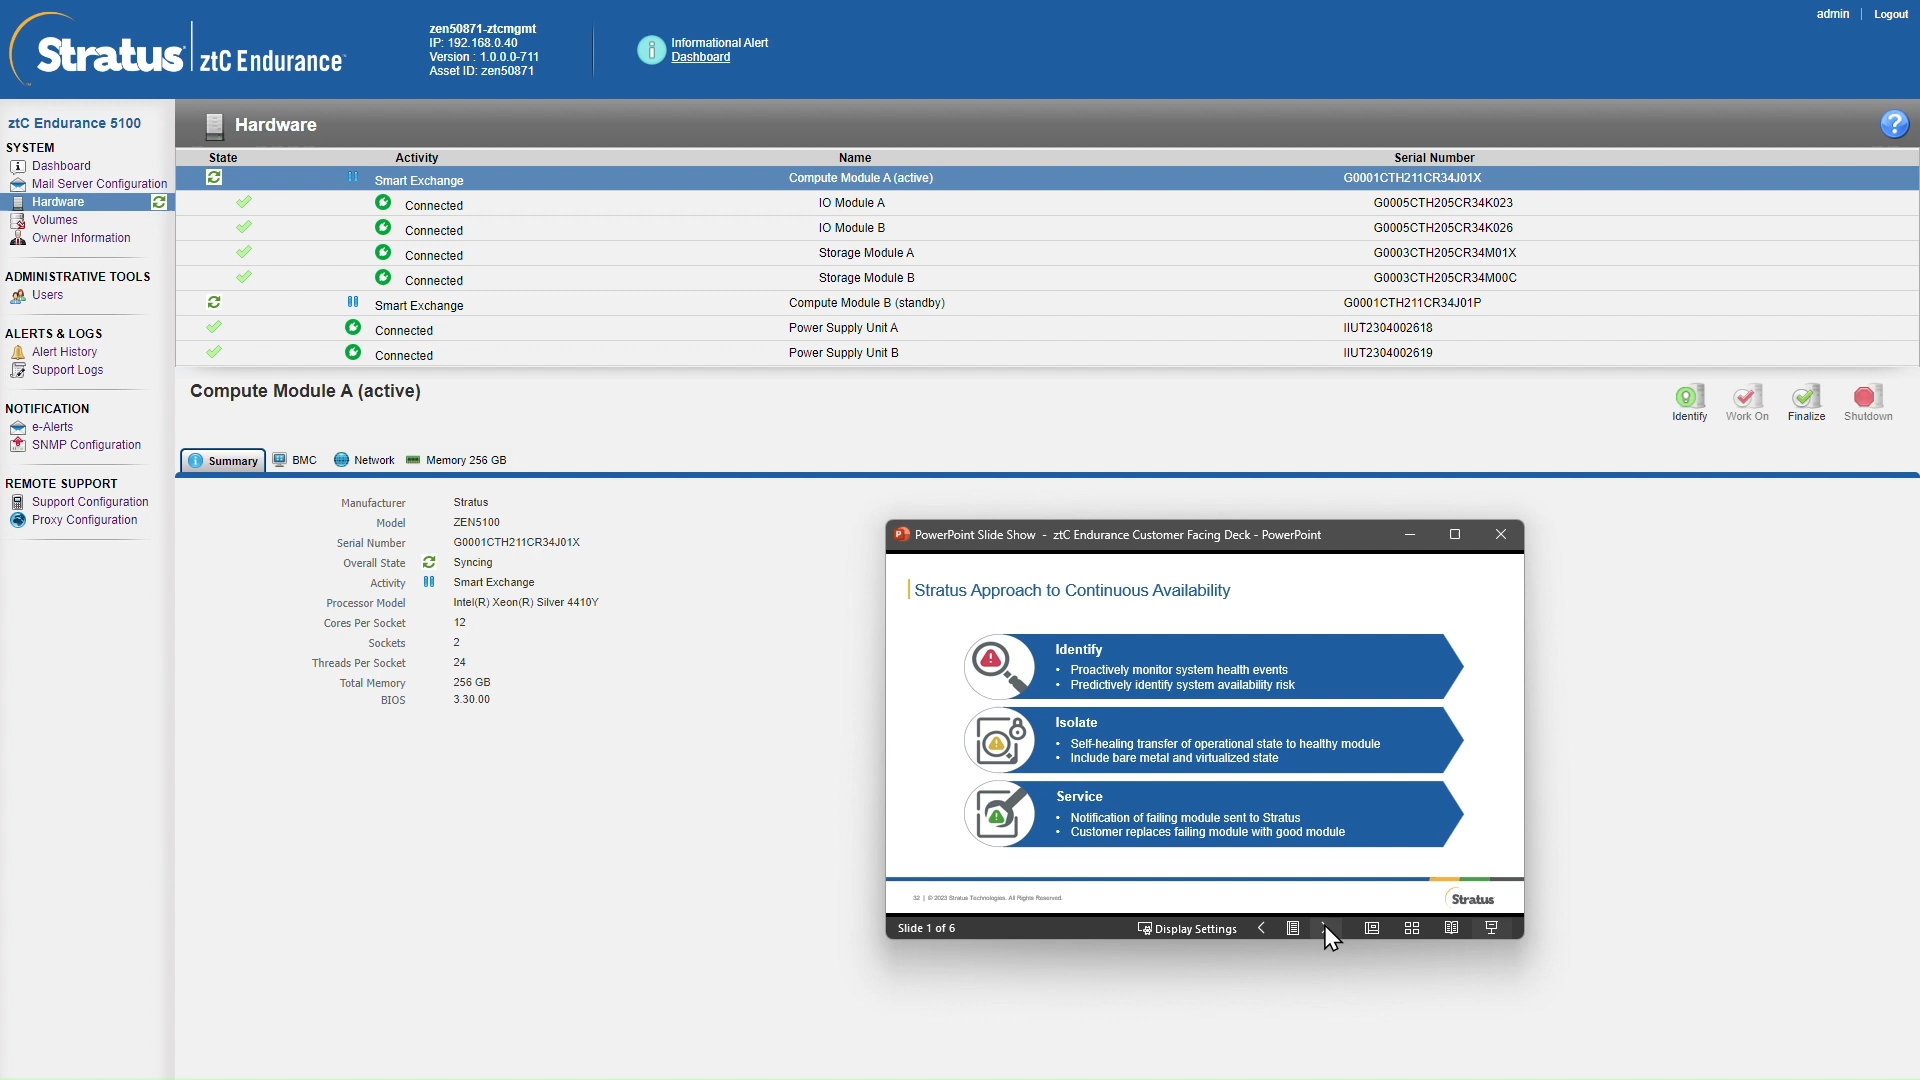 admin
Logout
Stratus
ztC Endurance
zen50871-ztcmgmt
IP: 192.168.0.40
Version : 1.0.0.0-711
Asset ID: zen50871
Informational Alert
Dashboard
ztC Endurance 5100
SYSTEM
Dashboard
Mail Server Configuration
Hardware
Volumes
Owner Information
ADMINISTRATIVE TOOLS
Users
ALERTS & LOGS
Alert History
Support Logs
NOTIFICATION
e-Alerts
SNMP Configuration
REMOTE SUPPORT
Support Configuration
Proxy Configuration
Hardware
State Activity Name Serial Number
Smart Exchange Compute Module A (active) G0001CTH211CR34J01X
Connected IO Module A G0005CTH205CR34K023
Connected IO Module B G0005CTH205CR34K026
Connected Storage Module A G0003CTH205CR34M01X
Connected Storage Module B G0003CTH205CR34M00C
Smart Exchange Compute Module B (standby) G0001CTH211CR34J01P
Connected Power Supply Unit A IIUT2304002618
Connected Power Supply Unit B IIUT2304002619
Compute Module A (active)
Identify Work On Finalize Shutdown
Summary BMC Network Memory 256 GB
Manufacturer Stratus
Model ZEN5100
Serial Number G0001CTH211CR34J01X
Overall State Syncing
Activity Smart Exchange
Processor Model Intel(R) Xeon(R) Silver 4410Y
Cores Per Socket 12
Sockets 2
Threads Per Socket 24
Total Memory 256 GB
BIOS 3.30.00
PowerPoint Slide Show - ztC Endurance Customer Facing Deck - PowerPoint
Stratus Approach to Continuous Availability
Identify
• Proactively monitor system health events
• Predictively identify system availability risk
Isolate
• Self-healing transfer of operational state to healthy module
• Include bare metal and virtualized state
Service
• Notification of failing module sent to Stratus
• Customer replaces failing module with good module
32 | © 2023 Stratus Technologies. All Rights Reserved.
Stratus
Slide 1 of 6
Display Settings